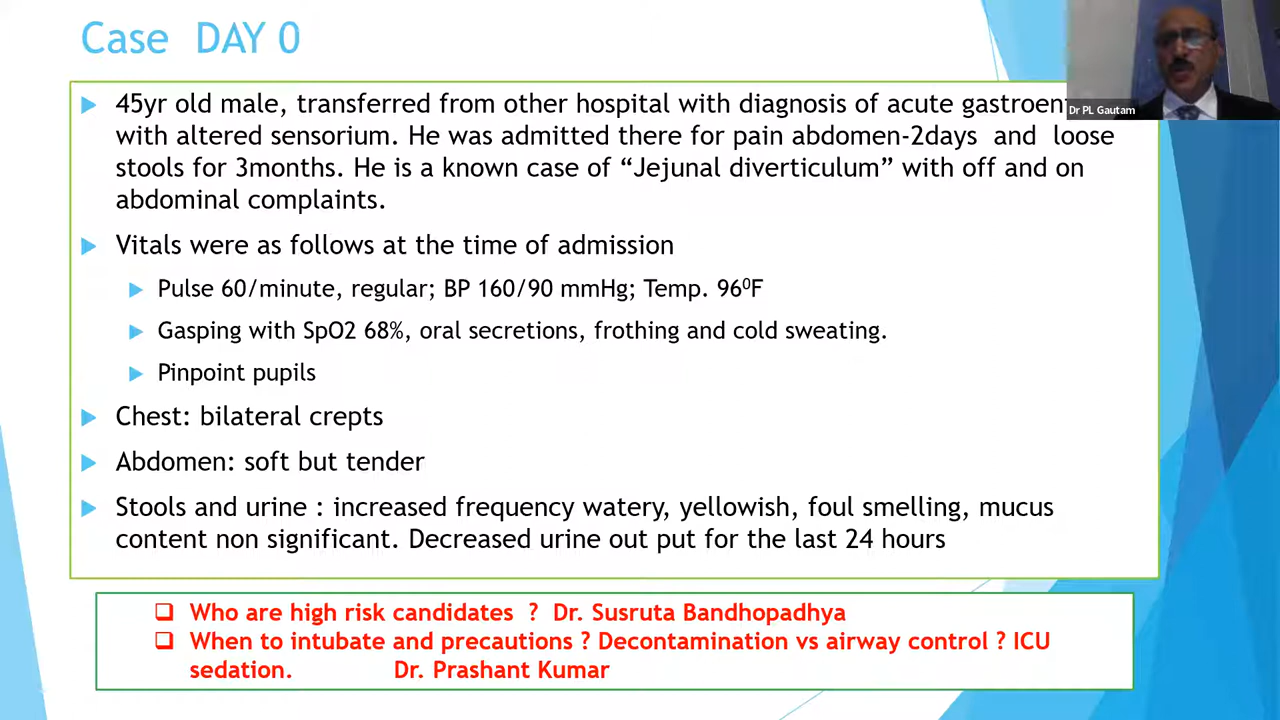 Case DAY 0
45yr old male, transferred from other hospital with diagnosis of acute
Dr PL Gautam
with altered sensorium. He was admitted there for pain abdomen-2days and loose
stools for 3months. He is a known case of “Jejunal diverticulum” with off and on
abdominal complaints.
Vitals were as follows at the time of admission
Pulse 60/minute, regular; BP 160/90 mmHg; Temp. 96⁰F
Gasping with SpO2 68%, oral secretions, frothing and cold sweating.
Pinpoint pupils
Chest: bilateral crepts
Abdomen: soft but tender
Stools and urine : increased frequency watery, yellowish, foul smelling, mucus
content non significant. Decreased urine out put for the last 24 hours
Who are high risk candidates ? Dr. Susruta Bandhopadhya
When to intubate and precautions ? Decontamination vs airway control ? ICU
sedation. Dr. Prashant Kumar